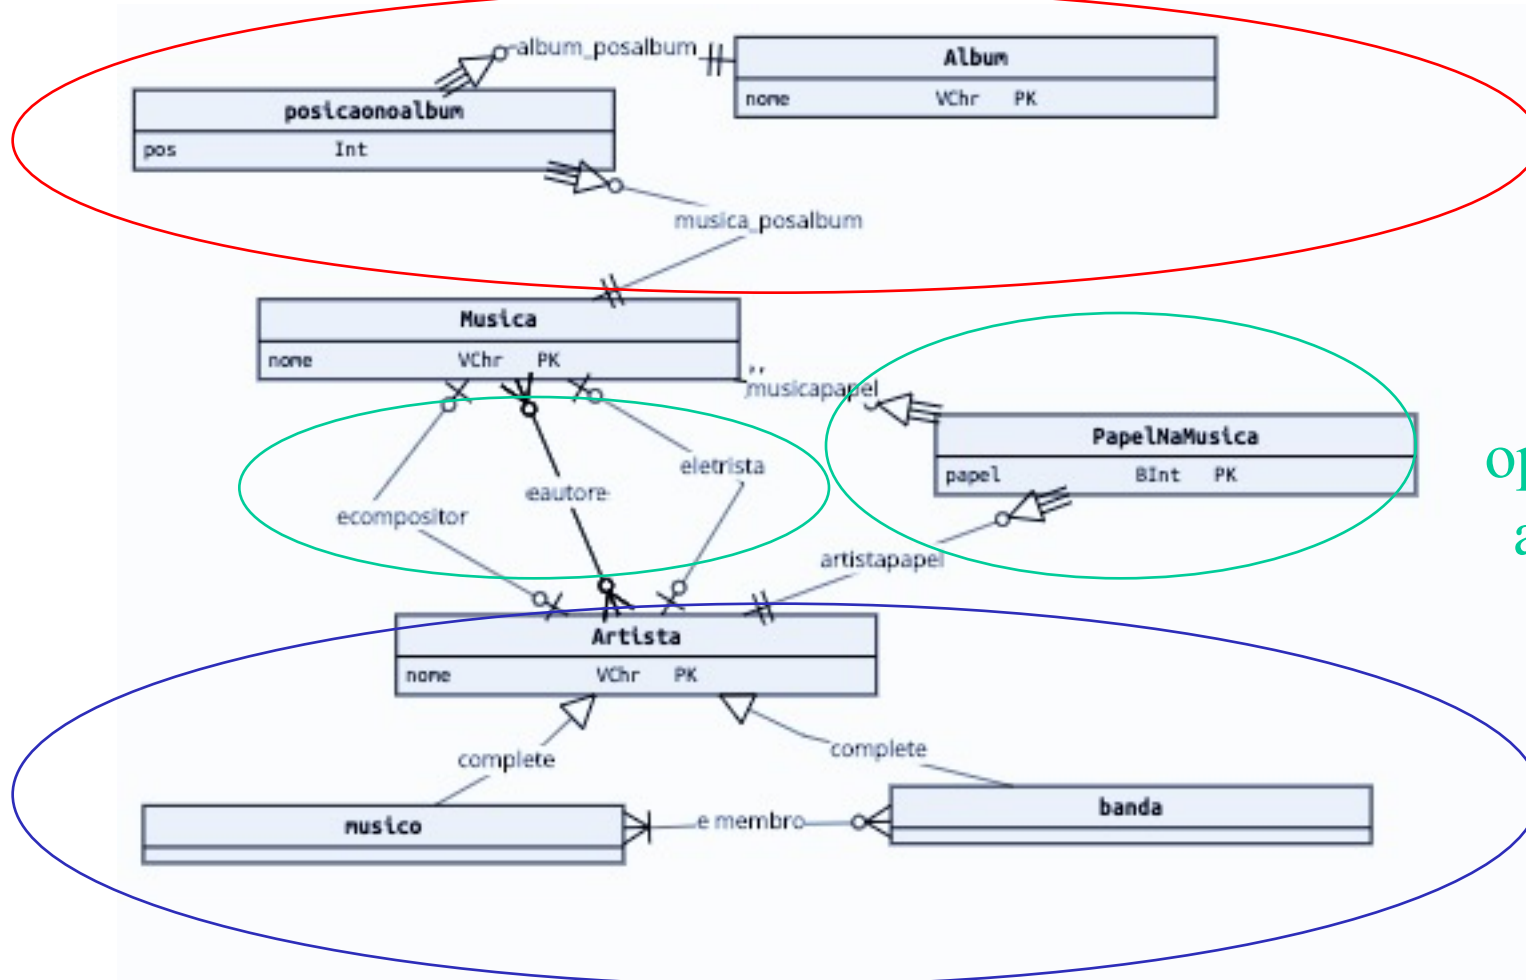 album_posalbum
Album
nome VChr PK
posicaonoalbum
pos Int
musica_posalbum
Musica
nome VChr PK
musicapapel
PapelNaMusica
papel BInt PK
eletrista
eautore
ecompositor
artistapapel
Artista
nome VChr PK
complete
complete
musico
e membro
banda